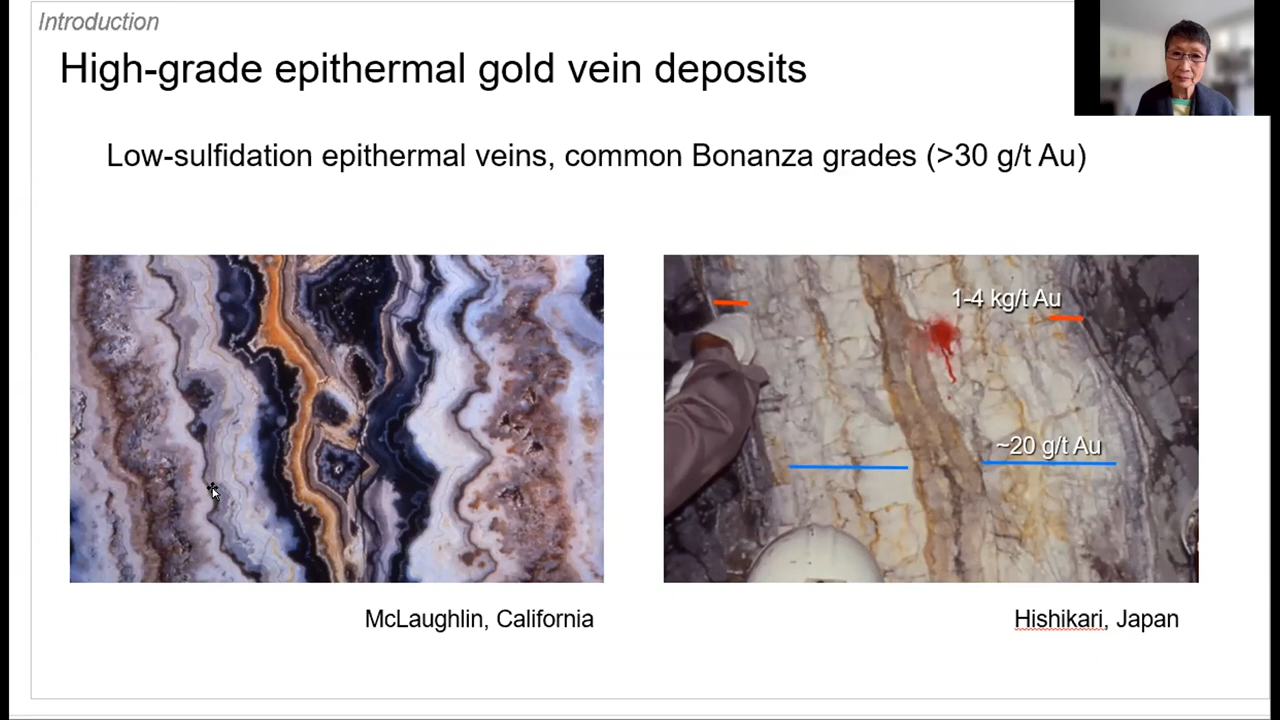 Introduction
High-grade epithermal gold vein deposits
Low-sulfidation epithermal veins, common Bonanza grades (>30 g/t Au)
1-4 kg/t Au
~20 g/t Au
McLaughlin, California
Hishikari, Japan